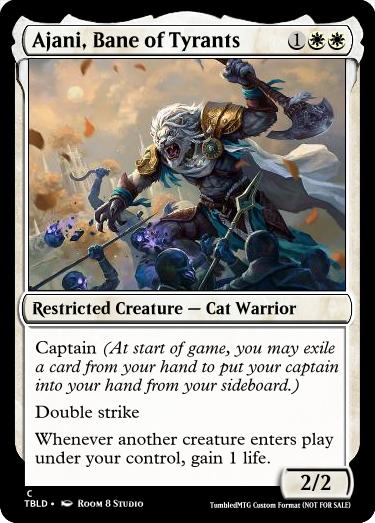 Ajani, Bane of Tyrants 1
Restricted Creature — Cat Warrior
Captain (At start of game, you may exile
a card from your hand to put your captain
into your hand from your sideboard.)
Double strike
Whenever another creature enters play
under your control, gain 1 life.
2/2
C
TBLD • Room 8 Studio
TumbledMTG Custom Format (NOT FOR SALE)